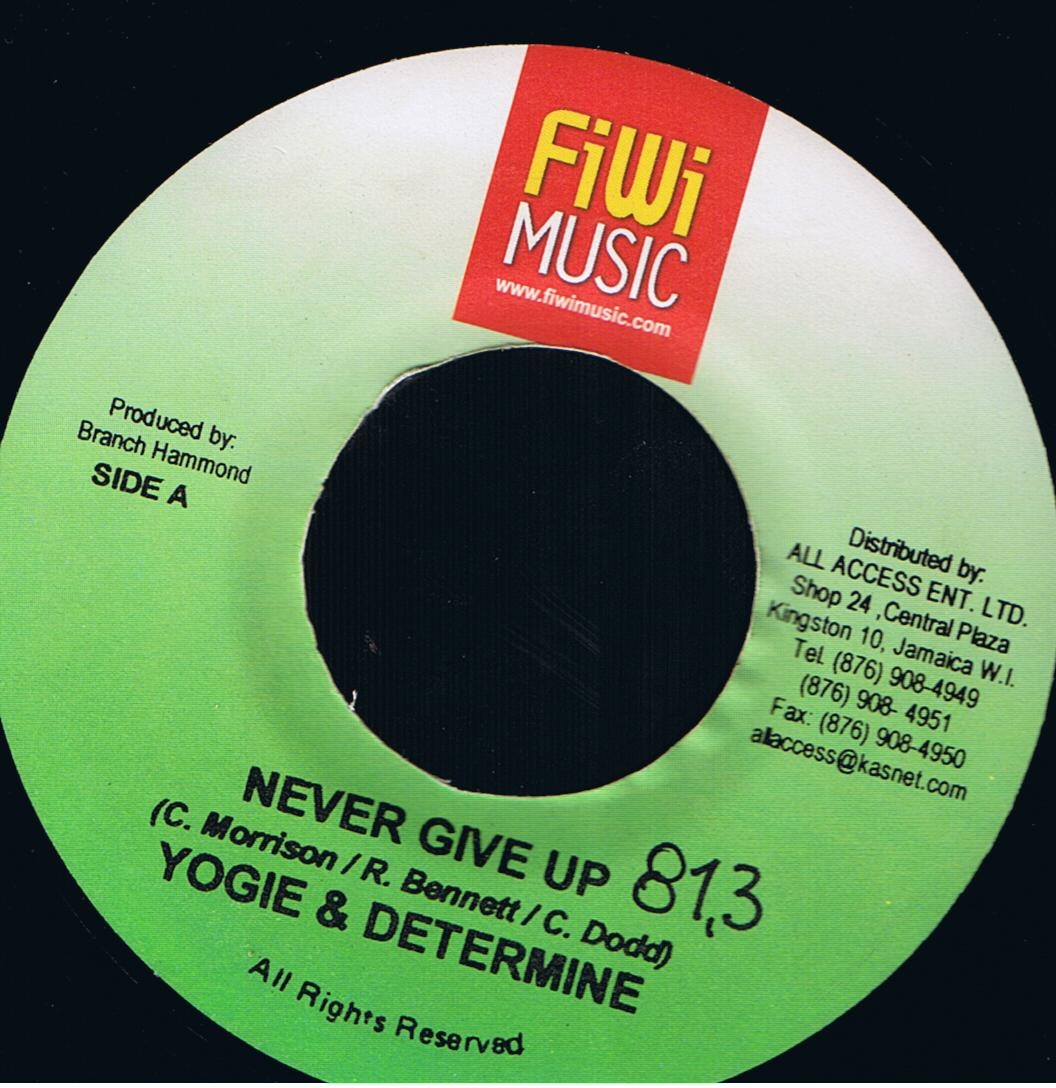 FiWi
MUSIC
www.fiwimusic.com
Produced by:
Branch Hammond
SIDE A
Distributed by:
ALL ACCESS ENT. LTD.
Shop 24 ,Central Plaza
Kingston 10, Jamaica W.I.
Tel. (876) 908-4949
(876) 908- 4951
Fax: (876) 908-4950
allaccess@kasnet.com
NEVER GIVE UP 81,3
(C. Morrison / R. Bennett / C. Dodd)
YOGIE & DETERMINE
All Rights Reserved